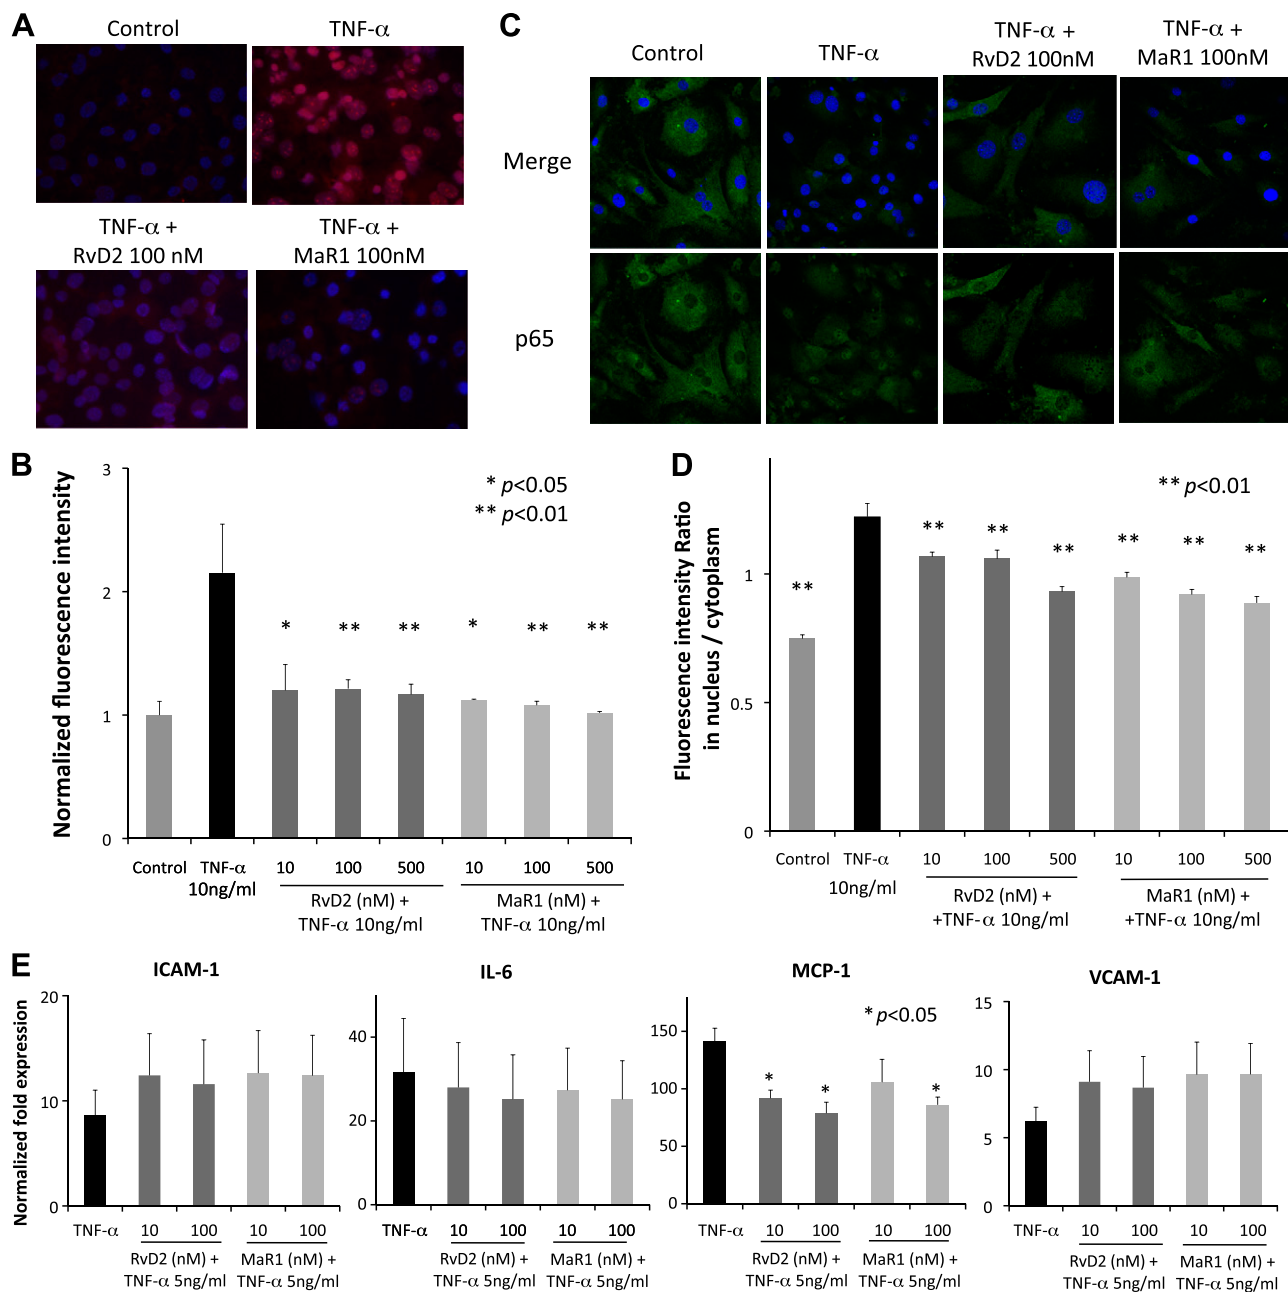 A
Control
TNF-α
TNF-α +
RvD2 100 nM
TNF-α +
MaR1 100nM
C
Control
TNF-α
TNF-α +
RvD2 100nM
TNF-α +
MaR1 100nM
Merge
p65
B
Normalized fluorescence intensity
3
2
1
0
* p<0.05
** p<0.01
*
**
**
*
**
**
Control
TNF-α
10ng/ml
10
100
500
10
100
500
RvD2 (nM) +
TNF-α 10ng/ml
MaR1 (nM) +
TNF-α 10ng/ml
D
Fluorescence intensity Ratio
in nucleus / cytoplasm
1
0.5
0
** p<0.01
**
**
**
**
**
**
**
Control
TNF-α
10ng/ml
10
100
500
10
100
500
RvD2 (nM) +
+TNF-α 10ng/ml
MaR1 (nM) +
+TNF-α 10ng/ml
E
Normalized fold expression
ICAM-1
20
10
0
TNF-α
10
100
10
100
RvD2 (nM) +
TNF-α 5ng/ml
MaR1 (nM) +
TNF-α 5ng/ml
IL-6
40
20
0
TNF-α
10
100
10
100
RvD2 (nM) +
TNF-α 5ng/ml
MaR1 (nM) +
TNF-α 5ng/ml
MCP-1
* p<0.05
150
100
50
0
*
*
*
TNF-α
10
100
10
100
RvD2 (nM) +
TNF-α 5ng/ml
MaR1 (nM) +
TNF-α 5ng/ml
VCAM-1
15
10
5
0
TNF-α
10
100
10
100
RvD2 (nM) +
TNF-α 5ng/ml
MaR1 (nM) +
TNF-α 5ng/ml